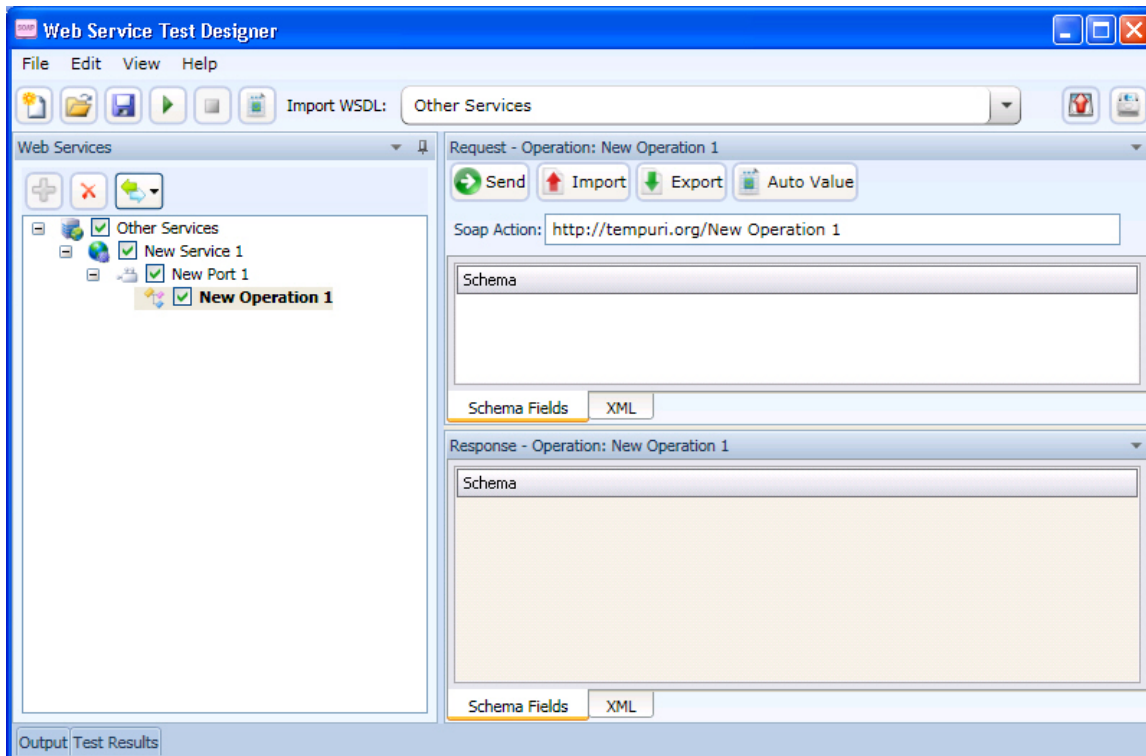 SOAP Web Service Test Designer
File Edit View Help
Import WSDL: Other Services
Web Services
Other Services
New Service 1
New Port 1
New Operation 1
Request - Operation: New Operation 1
Send Import Export Auto Value
Soap Action: http://tempuri.org/New Operation 1
Schema
Schema Fields XML
Response - Operation: New Operation 1
Schema
Schema Fields XML
Output Test Results